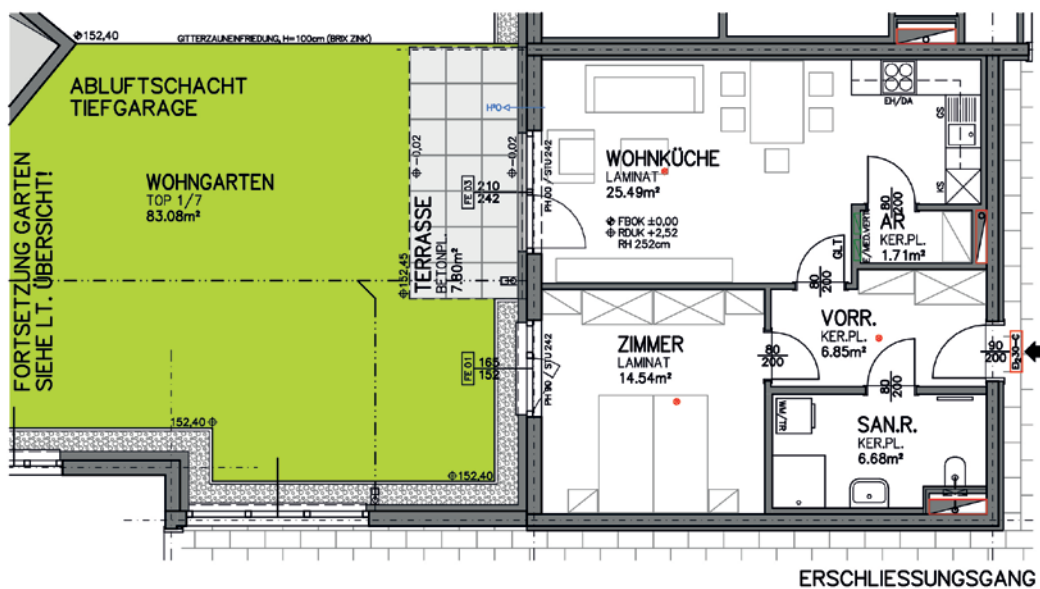 152,40
GITTERZAUNEINFRIEDUNG, H=100cm (BRIX ZINK)
ABLUFTSCHACHT
TIEFGARAGE
FORTSETZUNG GARTEN
SIEHE LT. ÜBERSICHT!
WOHNGARTEN
TOP 1/7
83.08m²
TERRASSE
BETONPL.
7.80m²
-0,02
-0,02
152,45
FE 03
210
242
PH 00 / STU 242
WOHNKÜCHE
LAMINAT
25.49m²
FBOK ±0,00
RDUK +2,52
RH 252cm
EH/DA
GS
KS
80
200
AR
KER.PL.
1.71m²
E/MED.VERT
GLT
80
200
VORR.
KER.PL.
6.85m²
90
200
EI₂30-C
ZIMMER
LAMINAT
14.54m²
80
200
FE 01
165
152
PH 90 / STU 242
80
200
WM/TR
SAN.R.
KER.PL.
6.68m²
152,40
152,40
ERSCHLIESSUNGSGANG